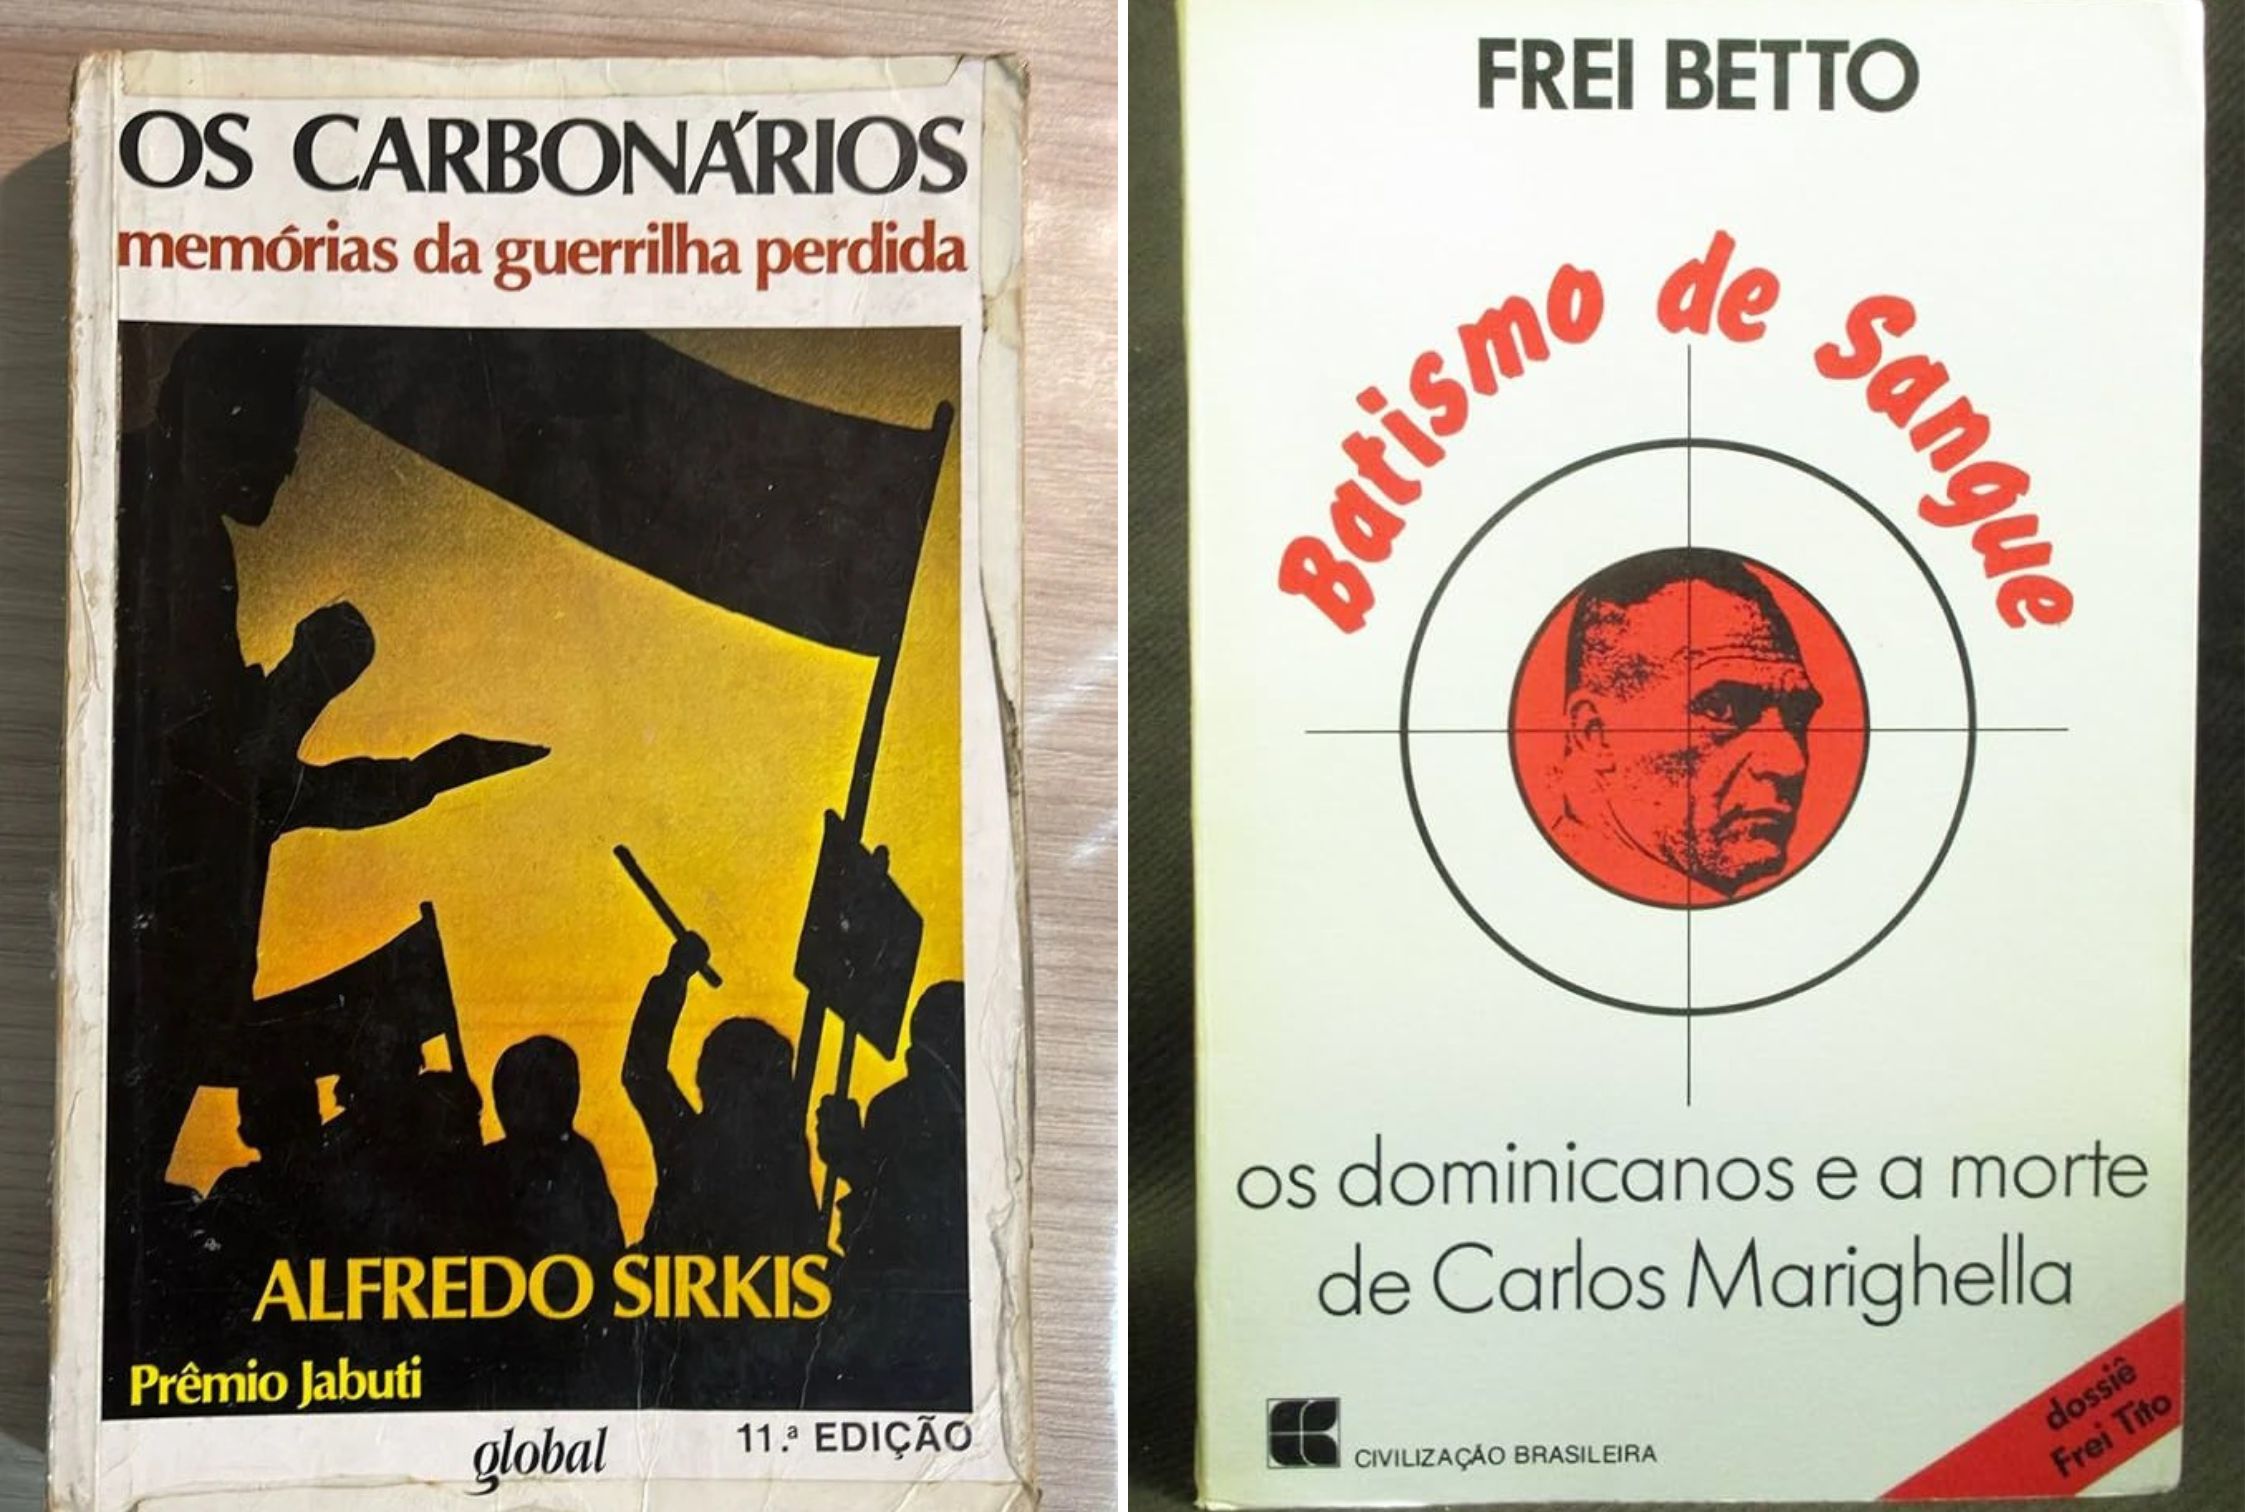 OS CARBONÁRIOS
memórias da guerrilha perdida
ALFREDO SIRKIS
Prêmio Jabuti
global
11.ª EDIÇÃO
FREI BETTO
Batismo de Sangue
os dominicanos e a morte
de Carlos Marighella
CIVILIZAÇÃO BRASILEIRA
dossiê
Frei Tito